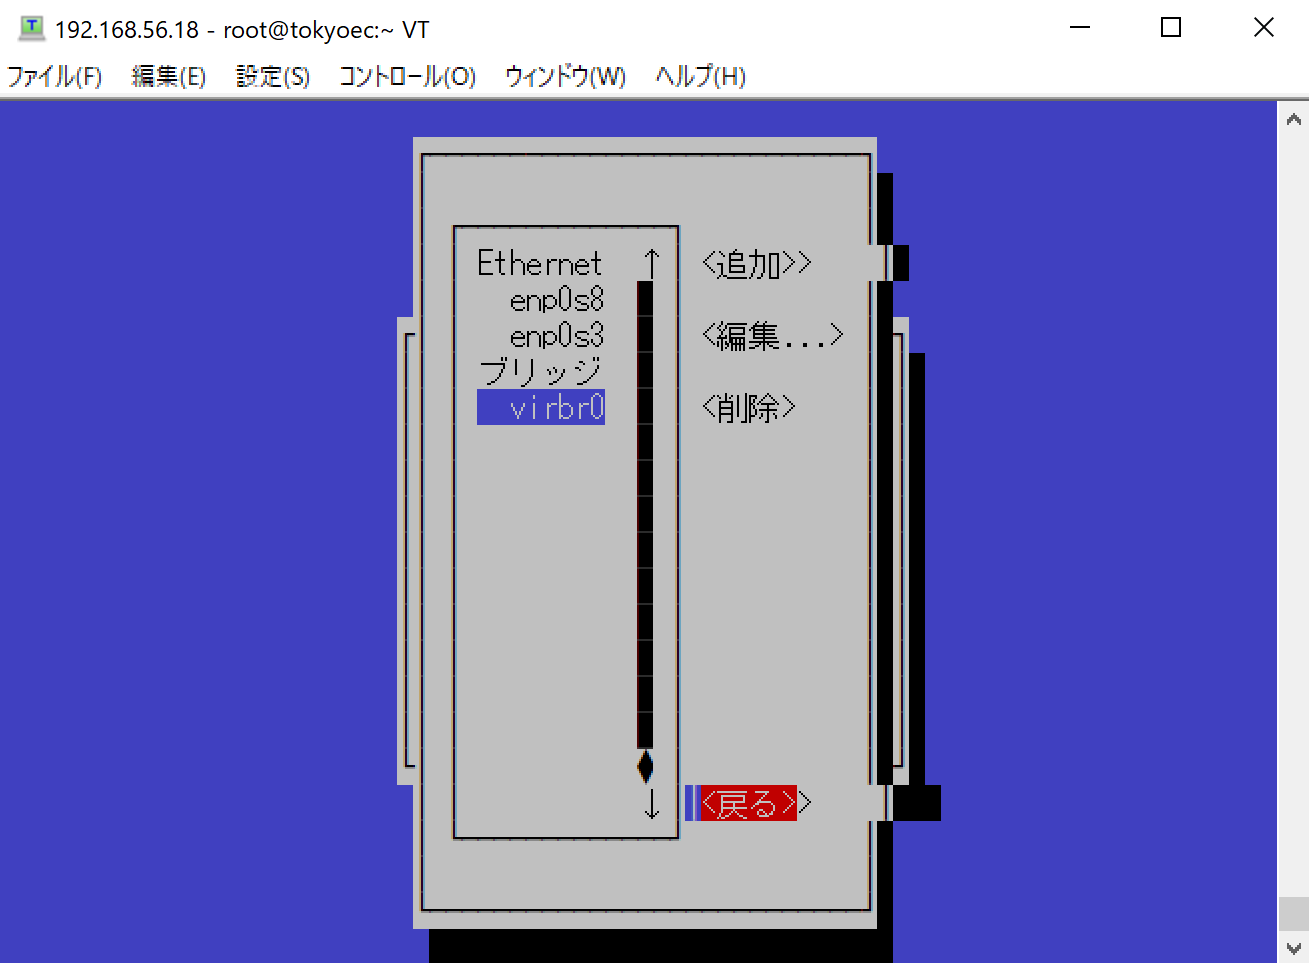 192.168.56.18 - root@tokyoec:~ VT
ファイル(F) 編集(E) 設定(S) コントロール(O) ウィンドウ(W) ヘルプ(H)
Ethernet ↑ <追加>>
enp0s8
enp0s3 <編集...>
ブリッジ
virbr0 <削除>
↓ <戻る>>